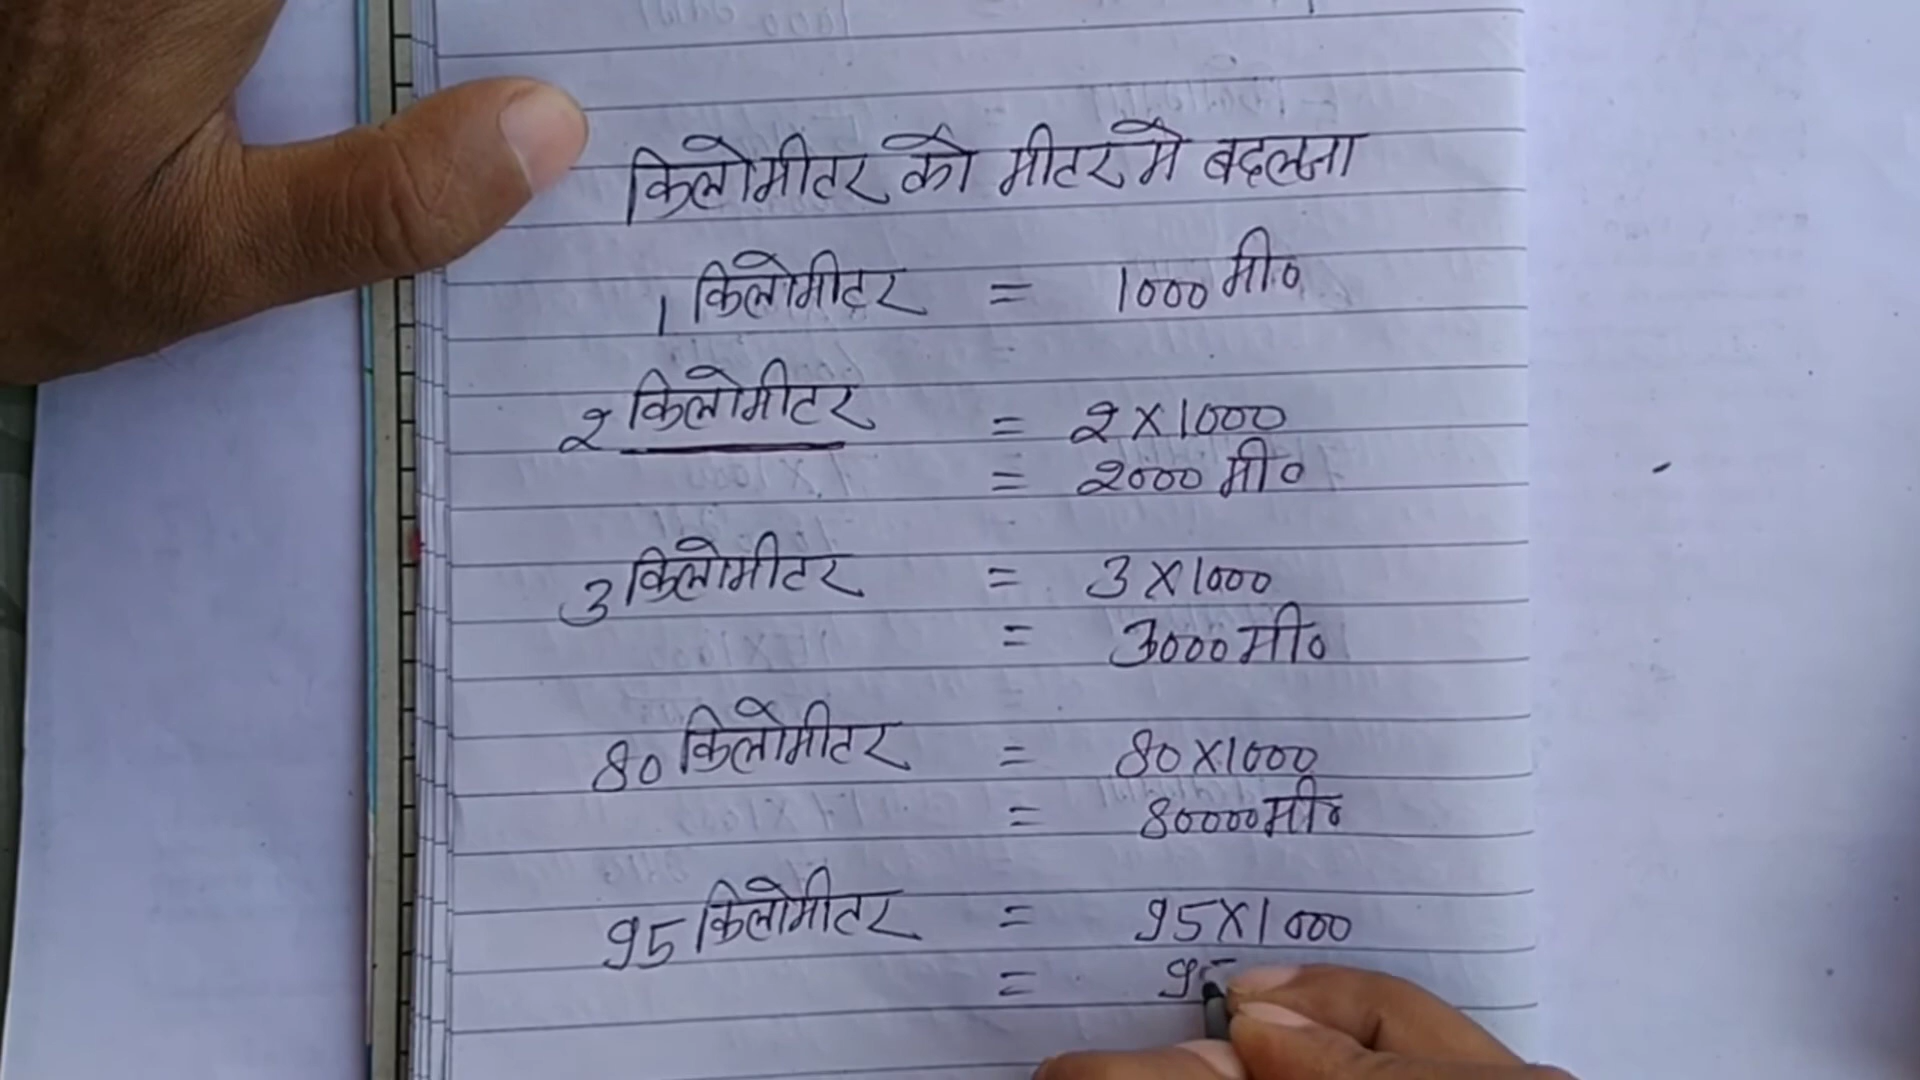 किलोमीटर को मीटर मे बदलना
1 किलोमीटर = 1000 मी०
2 किलोमीटर = 2 X 1000
= 2000 मी०
3 किलोमीटर = 3 X 1000
= 3000 मी०
80 किलोमीटर = 80 X 1000
= 80000 मी०
95 किलोमीटर = 95 X 1000
= 95